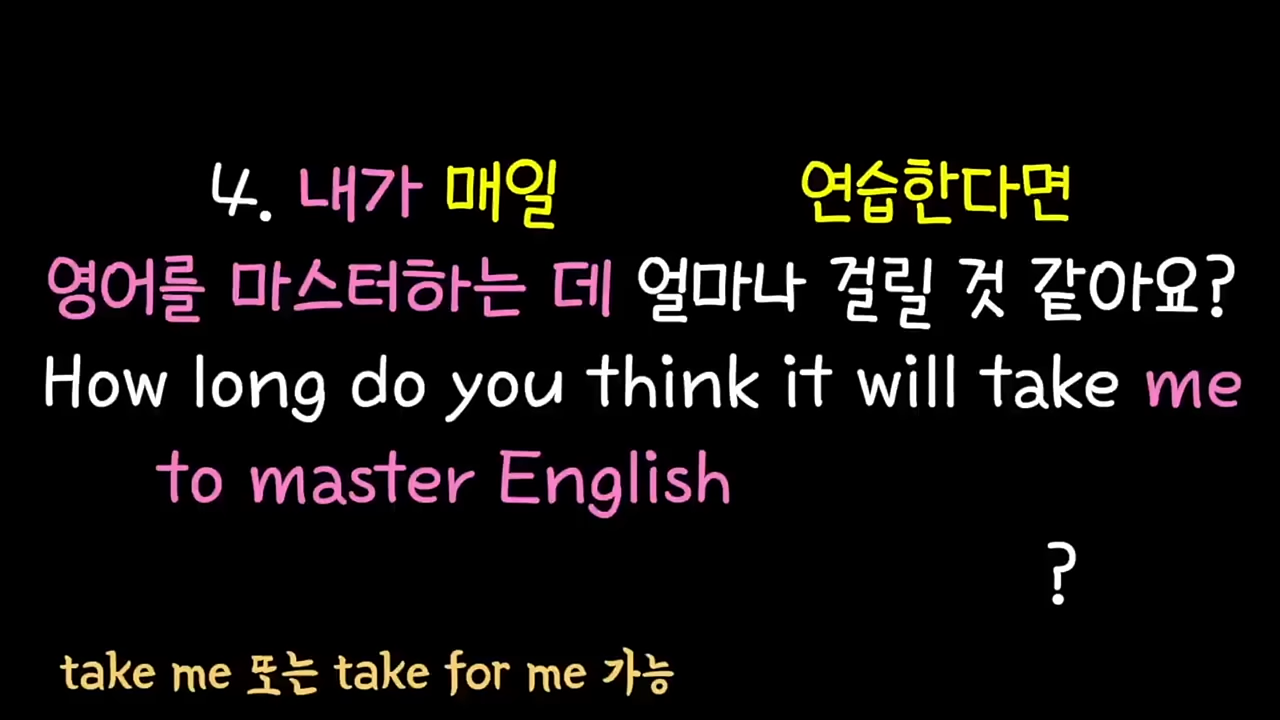 4. 내가 매일 연습한다면
영어를 마스터하는 데 얼마나 걸릴 것 같아요?
How long do you think it will take me
to master English
?
take me 또는 take for me 가능